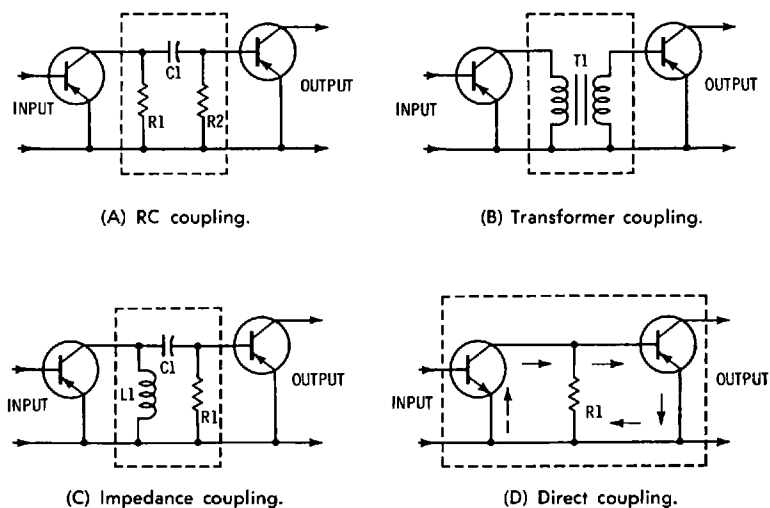 C1
R1
R2
INPUT
OUTPUT
(A) RC coupling.
T1
INPUT
OUTPUT
(B) Transformer coupling.
C1
L1
R1
INPUT
OUTPUT
(C) Impedance coupling.
R1
INPUT
OUTPUT
(D) Direct coupling.